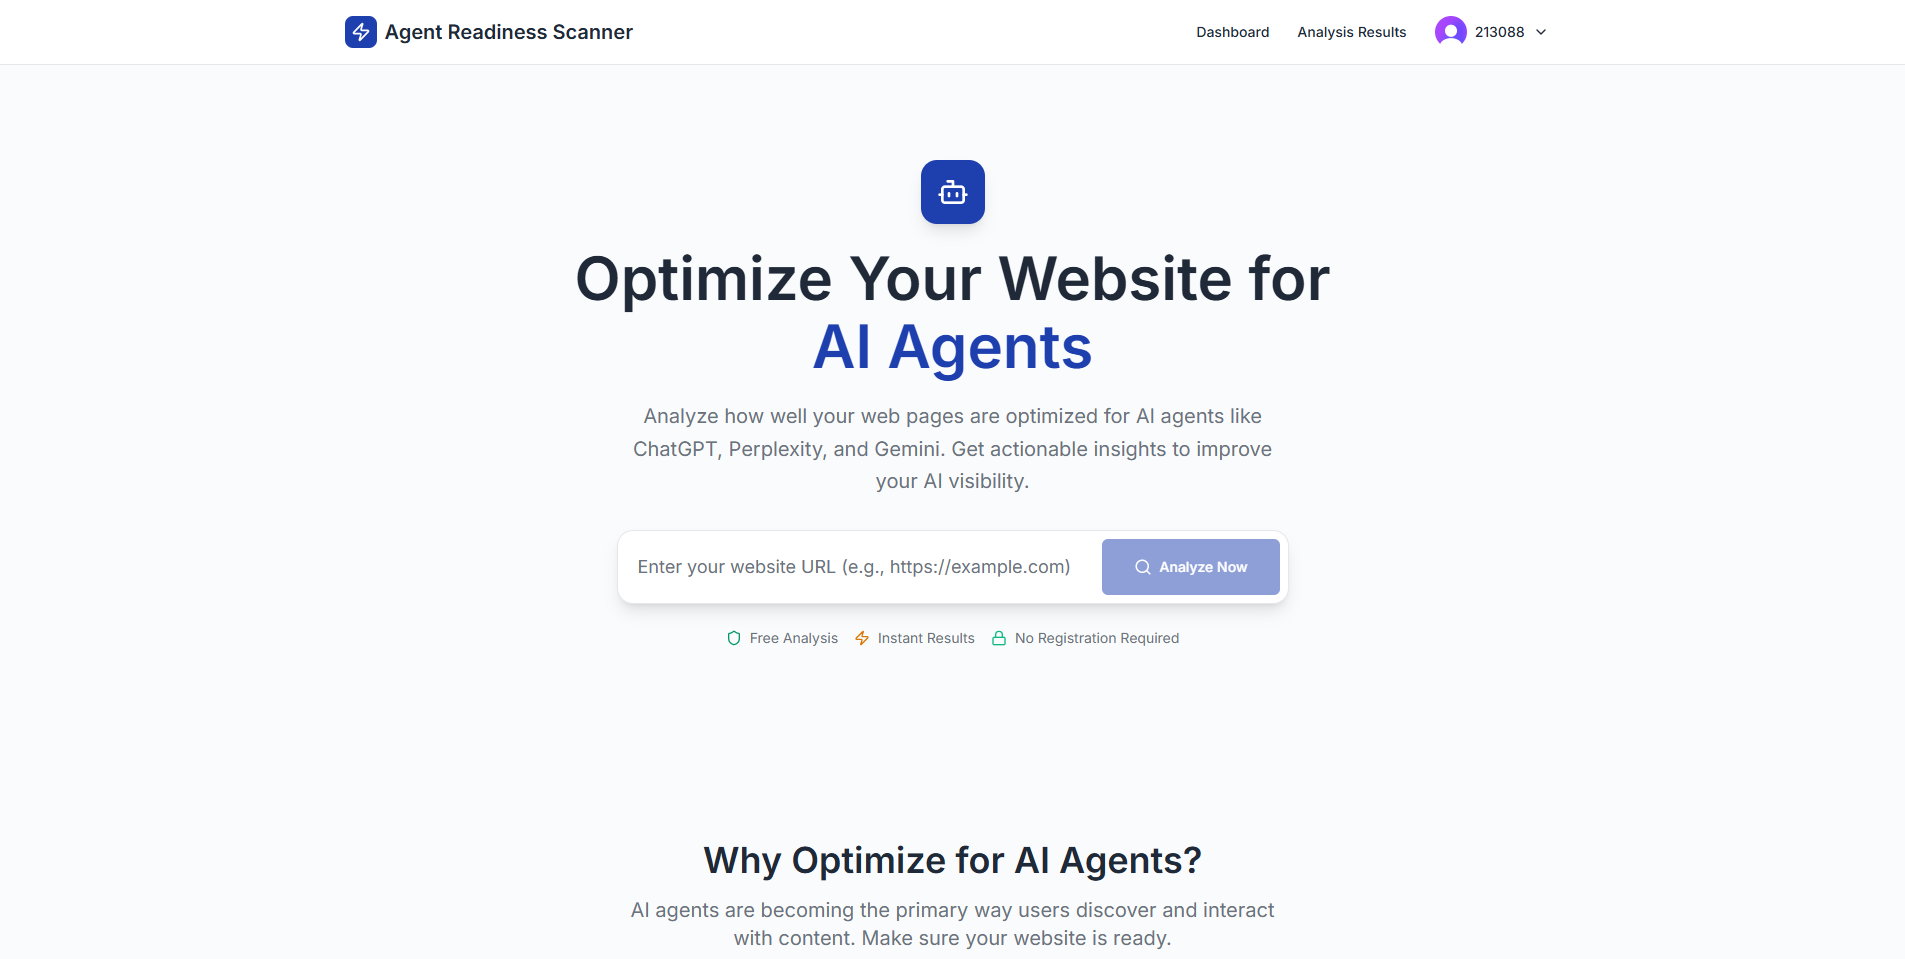 Agent Readiness Scanner
Dashboard
Analysis Results
213088
Optimize Your Website for
AI Agents
Analyze how well your web pages are optimized for AI agents like
ChatGPT, Perplexity, and Gemini. Get actionable insights to improve
your AI visibility.
Enter your website URL (e.g., https://example.com)
Analyze Now
Free Analysis
Instant Results
No Registration Required
Why Optimize for AI Agents?
AI agents are becoming the primary way users discover and interact
with content. Make sure your website is ready.